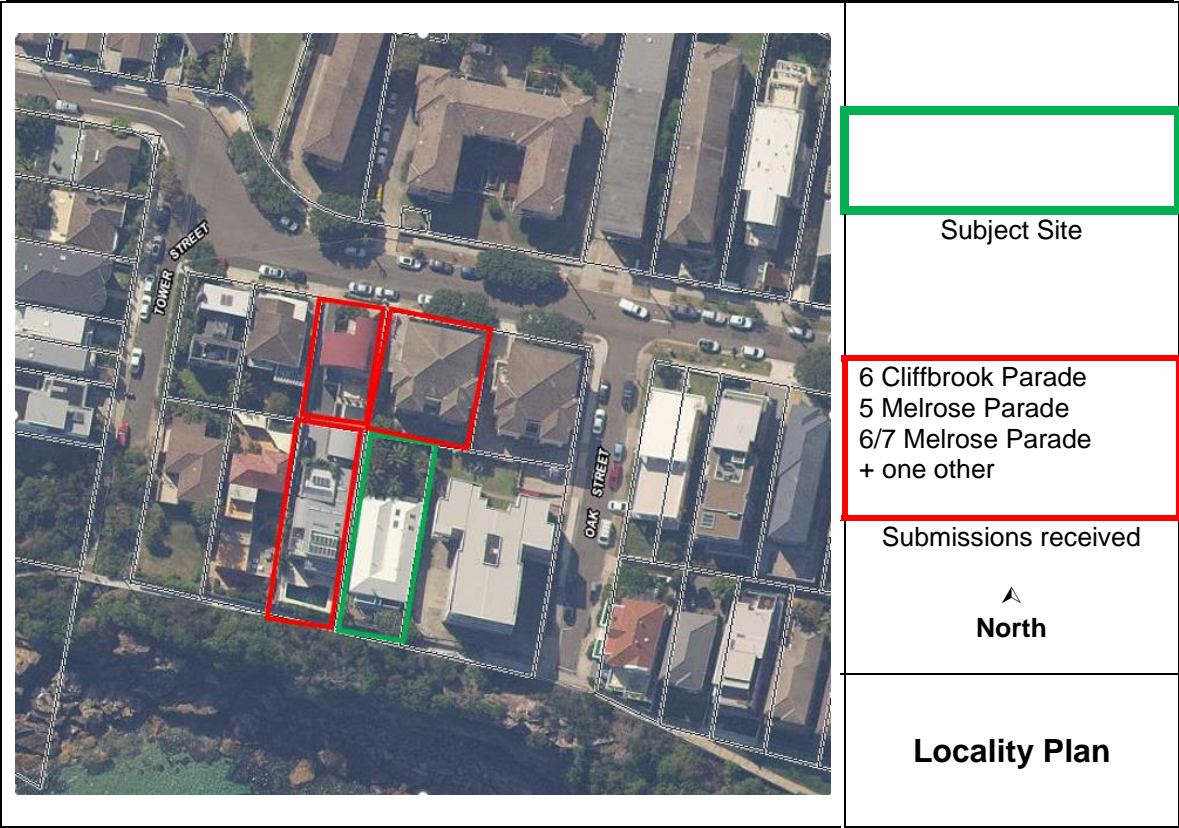 TOWER STREET
OAK STREET
Subject Site
6 Cliffbrook Parade
5 Melrose Parade
6/7 Melrose Parade
+ one other
Submissions received
North
Locality Plan